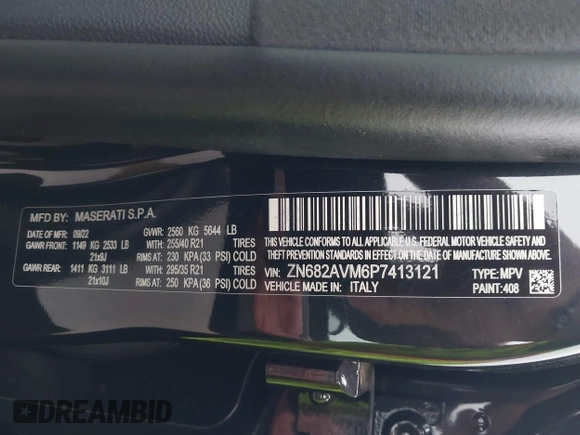 MFD BY: MASERATI S.P.A.
DATE OF MFR: 09/22 GVWR: 2560 KG 5644 LB
GAWR FRONT: 1149 KG 2533 LB WITH: 255/40 R21 TIRES
21x9J RIMS AT: 230 KPA (33 PSI) COLD
GAWR REAR: 1411 KG 3111 LB WITH: 295/35 R21 TIRES
21x10J RIMS AT: 250 KPA (36 PSI) COLD
THIS VEHICLE CONFORMS TO ALL APPLICABLE FEDERAL MOTOR VEHICLE SAFETY
AND THEFT PREVENTION STANDARDS IN EFFECT ON THE DATE OF MANUFACTURE SHOWN ABOVE.
VIN: ZN682AVM6P7413121 TYPE: MPV
VEHICLE MADE IN: ITALY PAINT: 408
DREAMBID